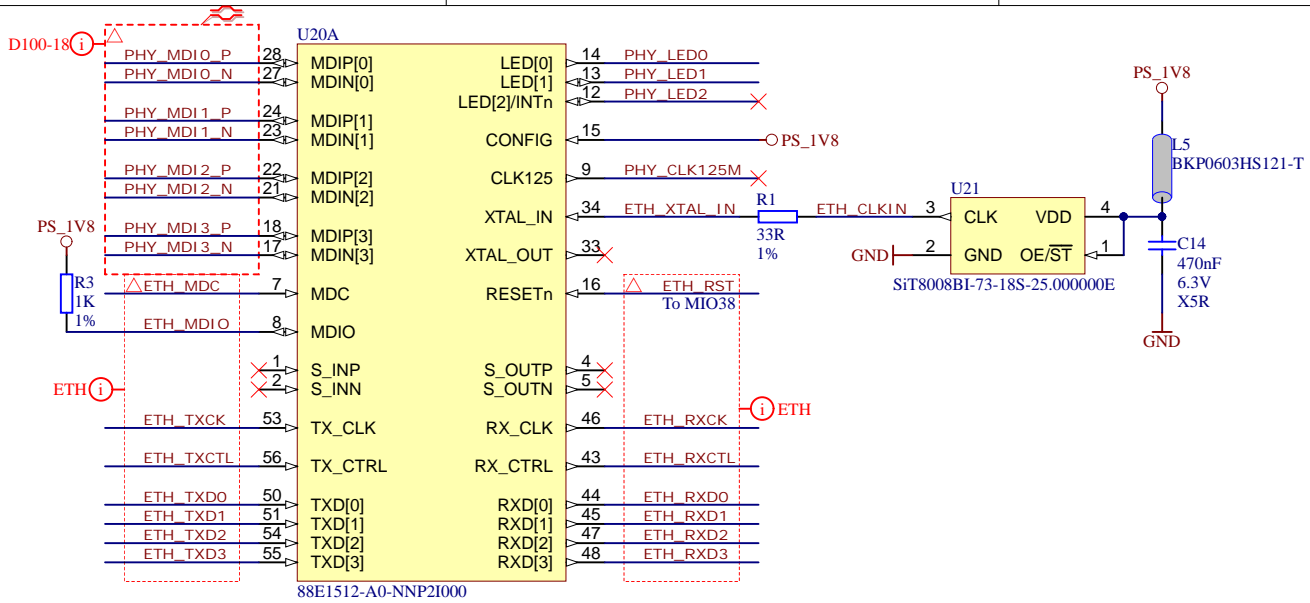 D100-18
i
U20A
PHY_MDI0_P 28 MDIP[0] LED[0] 14 PHY_LED0
PHY_MDI0_N 27 MDIN[0] LED[1] 13 PHY_LED1
LED[2]/INTn 12 PHY_LED2
PHY_MDI1_P 24 MDIP[1]
PHY_MDI1_N 23 MDIN[1] CONFIG 15 PS_1V8
PHY_MDI2_P 22 MDIP[2] CLK125 9 PHY_CLK125M
PHY_MDI2_N 21 MDIN[2]
XTAL_IN 34 ETH_XTAL_IN
PHY_MDI3_P 18 MDIP[3]
PHY_MDI3_N 17 MDIN[3] XTAL_OUT 33
PS_1V8
R3
1K
1%
ETH_MDC 7 MDC RESETn 16 ETH_RST
To MIO38
ETH_MDIO 8 MDIO
1 S_INP S_OUTP 4
2 S_INN S_OUTN 5
ETH i
i ETH
ETH_TXCK 53 TX_CLK RX_CLK 46 ETH_RXCK
ETH_TXCTL 56 TX_CTRL RX_CTRL 43 ETH_RXCTL
ETH_TXD0 50 TXD[0] RXD[0] 44 ETH_RXD0
ETH_TXD1 51 TXD[1] RXD[1] 45 ETH_RXD1
ETH_TXD2 54 TXD[2] RXD[2] 47 ETH_RXD2
ETH_TXD3 55 TXD[3] RXD[3] 48 ETH_RXD3
88E1512-A0-NNP2I000
R1
33R
1%
ETH_CLKIN
U21
3 CLK VDD 4
GND 2 GND OE/ST 1
SiT8008BI-73-18S-25.000000E
PS_1V8
L5
BKP0603HS121-T
C14
470nF
6.3V
X5R
GND